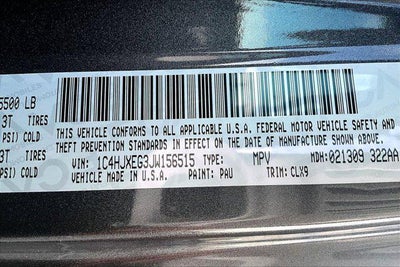 5500 LB
3T TIRES
PSI) COLD
3T TIRES
PSI) COLD
THIS VEHICLE CONFORMS TO ALL APPLICABLE U.S.A. FEDERAL MOTOR VEHICLE SAFETY
THEFT PREVENTION STANDARDS IN EFFECT ON THE DATE OF MANUFACTURE SHOWN ABOVE.
VIN: 1C4HJXEG3JW156515 TYPE: MPV MDH: 021309 322AA
VEHICLE MADE IN U.S.A. PAINT: PAU TRIM: CLX9